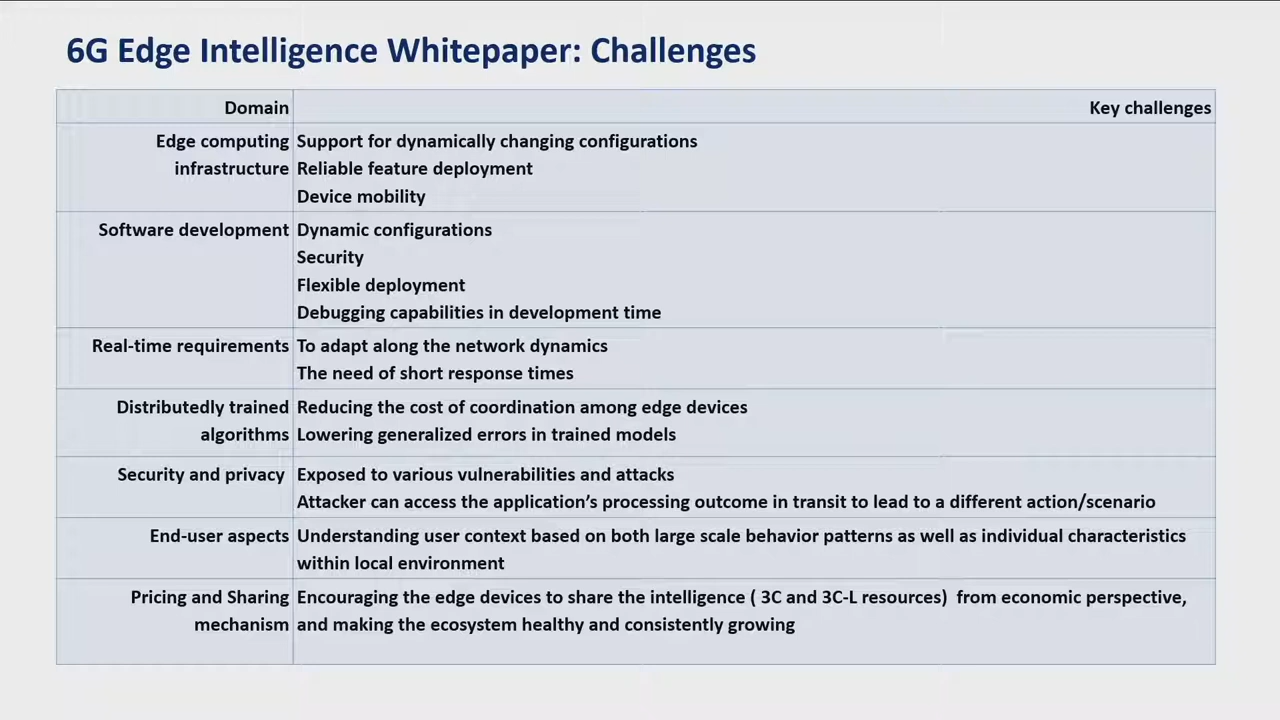 6G Edge Intelligence Whitepaper: Challenges
Domain
Key challenges
Edge computing
infrastructure
Support for dynamically changing configurations
Reliable feature deployment
Device mobility
Software development
Dynamic configurations
Security
Flexible deployment
Debugging capabilities in development time
Real-time requirements
To adapt along the network dynamics
The need of short response times
Distributedly trained
algorithms
Reducing the cost of coordination among edge devices
Lowering generalized errors in trained models
Security and privacy
Exposed to various vulnerabilities and attacks
Attacker can access the application’s processing outcome in transit to lead to a different action/scenario
End-user aspects
Understanding user context based on both large scale behavior patterns as well as individual characteristics
within local environment
Pricing and Sharing
mechanism
Encouraging the edge devices to share the intelligence ( 3C and 3C-L resources)  from economic perspective,
and making the ecosystem healthy and consistently growing